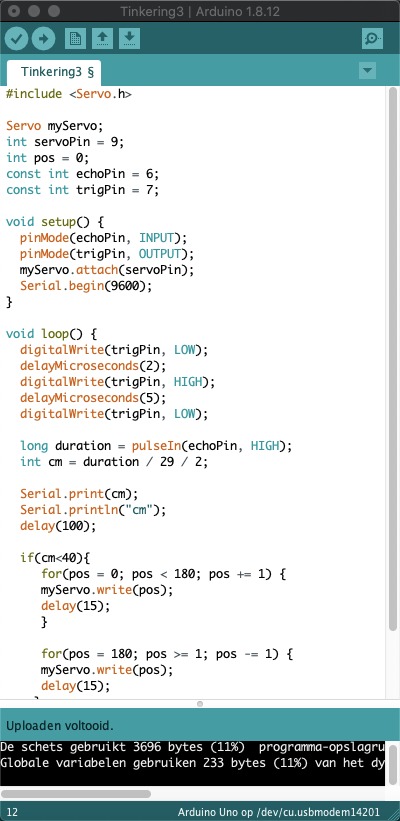 Tinkering3 | Arduino 1.8.12
Tinkering3 §
#include <Servo.h>
Servo myServo;
int servoPin = 9;
int pos = 0;
const int echoPin = 6;
const int trigPin = 7;
void setup() {
pinMode(echoPin, INPUT);
pinMode(trigPin, OUTPUT);
myServo.attach(servoPin);
Serial.begin(9600);
}
void loop() {
digitalWrite(trigPin, LOW);
delayMicroseconds(2);
digitalWrite(trigPin, HIGH);
delayMicroseconds(5);
digitalWrite(trigPin, LOW);
long duration = pulseIn(echoPin, HIGH);
int cm = duration / 29 / 2;
Serial.print(cm);
Serial.println("cm");
delay(100);
if(cm<40){
for(pos = 0; pos < 180; pos += 1) {
myServo.write(pos);
delay(15);
}
for(pos = 180; pos >= 1; pos -= 1) {
myServo.write(pos);
delay(15);
Uploaden voltooid.
De schets gebruikt 3696 bytes (11%) programma-opslagru
Globale variabelen gebruiken 233 bytes (11%) van het dy
12 Arduino Uno op /dev/cu.usbmodem14201